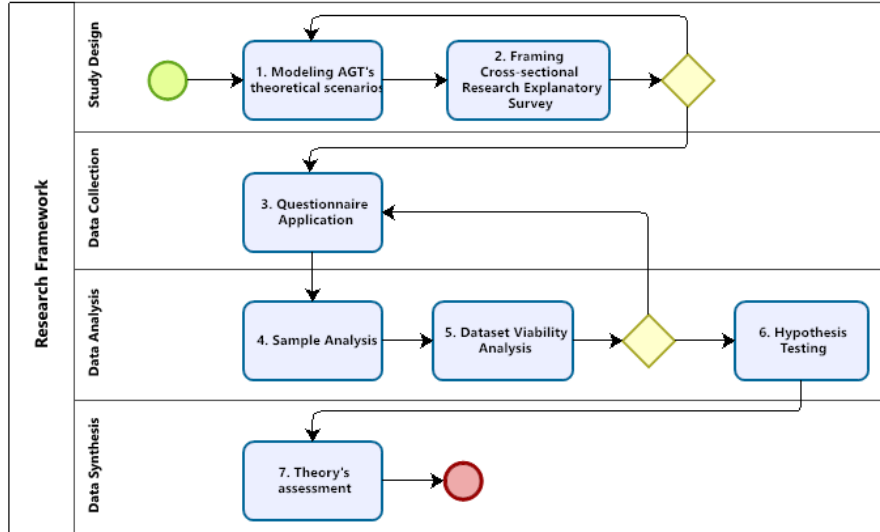 Research Framework
Study Design
1. Modeling AGT's
theoretical scenarios
2. Framing
Cross-sectional
Research Explanatory
Survey
Data Collection
3. Questionnaire
Application
Data Analysis
4. Sample Analysis
5. Dataset Viability
Analysis
6. Hypothesis
Testing
Data Synthesis
7. Theory's
assessment